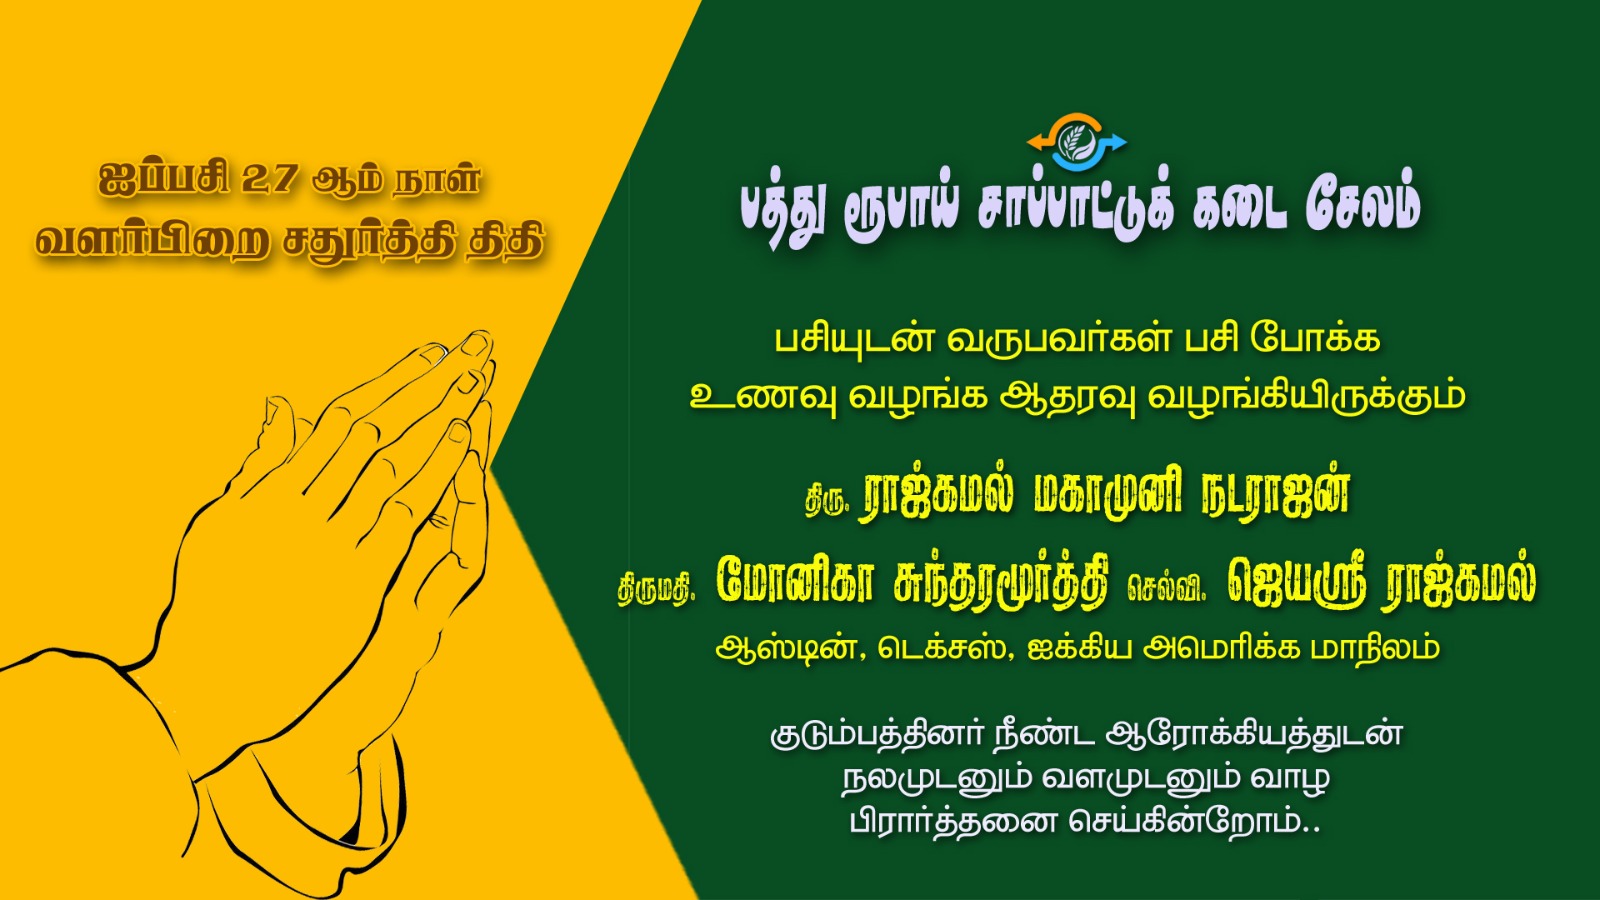 ஐப்பசி 27 ஆம் நாள்
வளர்பிறை சதுர்த்தி திதி
பத்து ரூபாய் சாப்பாட்டுக் கடை சேலம்
பசியுடன் வருபவர்கள் பசி போக்க
உணவு வழங்க ஆதரவு வழங்கியிருக்கும்
திரு. ராஜ்கமல் மகாமுனி நடராஜன்
திருமதி. மோனிகா சுந்தரமூர்த்தி செல்வி. ஜெயஸ்ரீ ராஜ்கமல்
ஆஸ்டின், டெக்சஸ், ஐக்கிய அமெரிக்க மாநிலம்
குடும்பத்தினர் நீண்ட ஆரோக்கியத்துடன்
நலமுடனும் வளமுடனும் வாழ
பிரார்த்தனை செய்கின்றோம்..